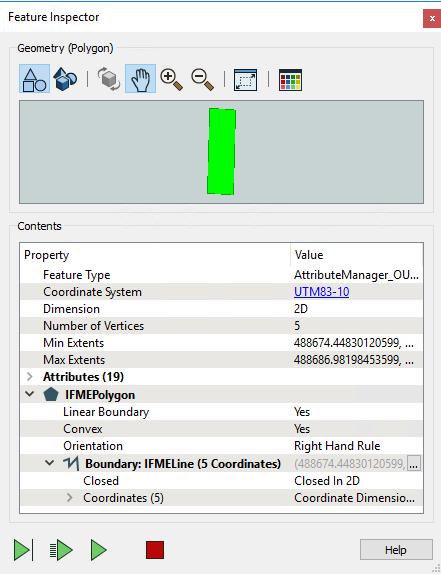 Feature Inspector
Geometry (Polygon)
Contents
Property Value
Feature Type AttributeManager_OU...
Coordinate System UTM83-10
Dimension 2D
Number of Vertices 5
Min Extents 488674.44830120599, ...
Max Extents 488686.98198453599, ...
Attributes (19)
IFMEPolygon
Linear Boundary Yes
Convex Yes
Orientation Right Hand Rule
Boundary: IFMELine (5 Coordinates) (488674.44830120599, ...
Closed Closed In 2D
Coordinates (5) Coordinate Dimensio...
Help